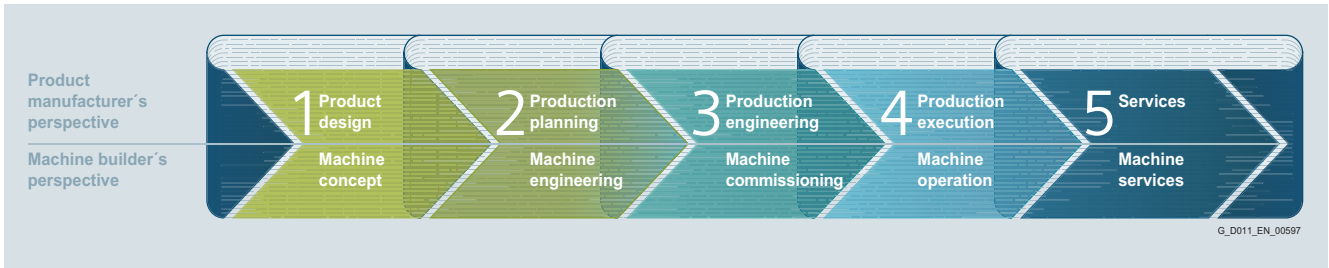 Product
manufacturer´s
perspective
Machine builder´s
perspective
1 Product
design
Machine
concept
2 Production
planning
Machine
engineering
3 Production
engineering
Machine
commissioning
4 Production
execution
Machine
operation
5 Services
Machine
services
G_D011_EN_00597